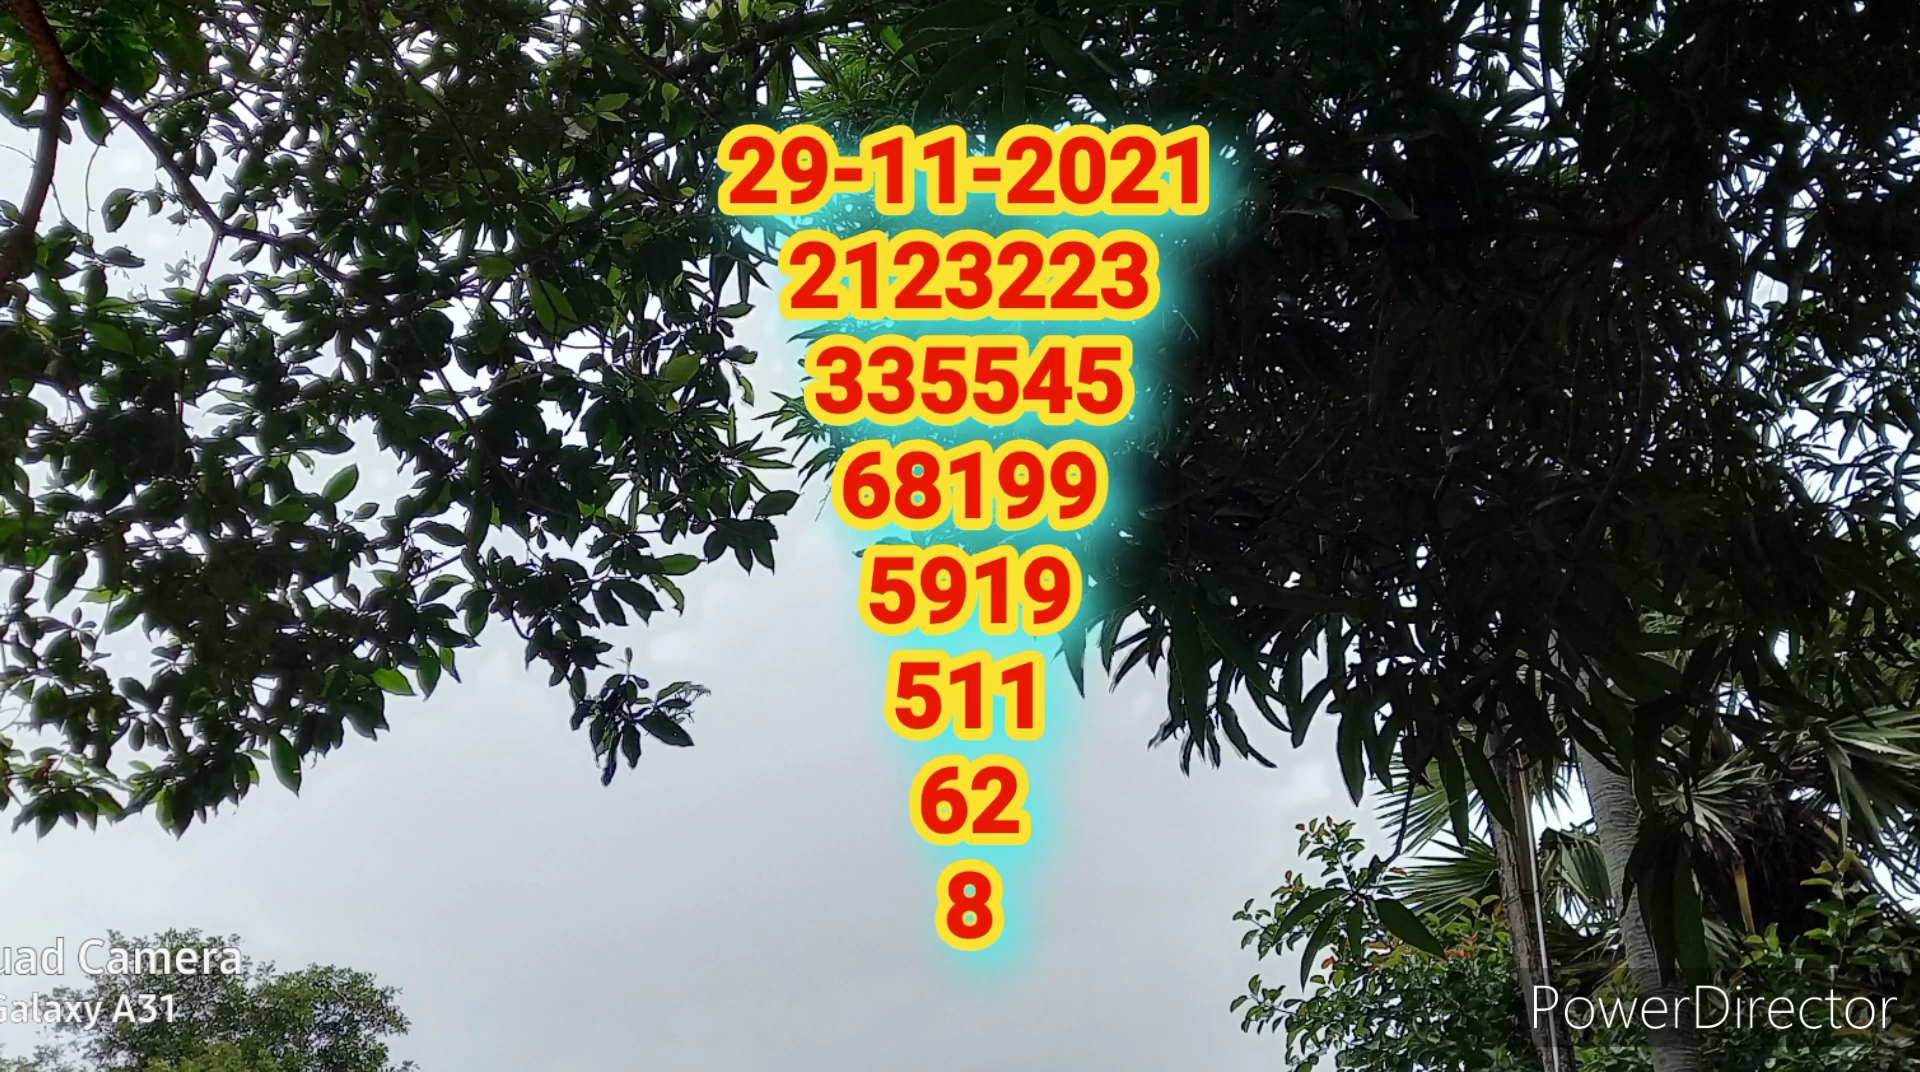 29-11-2021
2123223
335545
68199
5919
511
62
8
uad Camera
Galaxy A31
PowerDirector